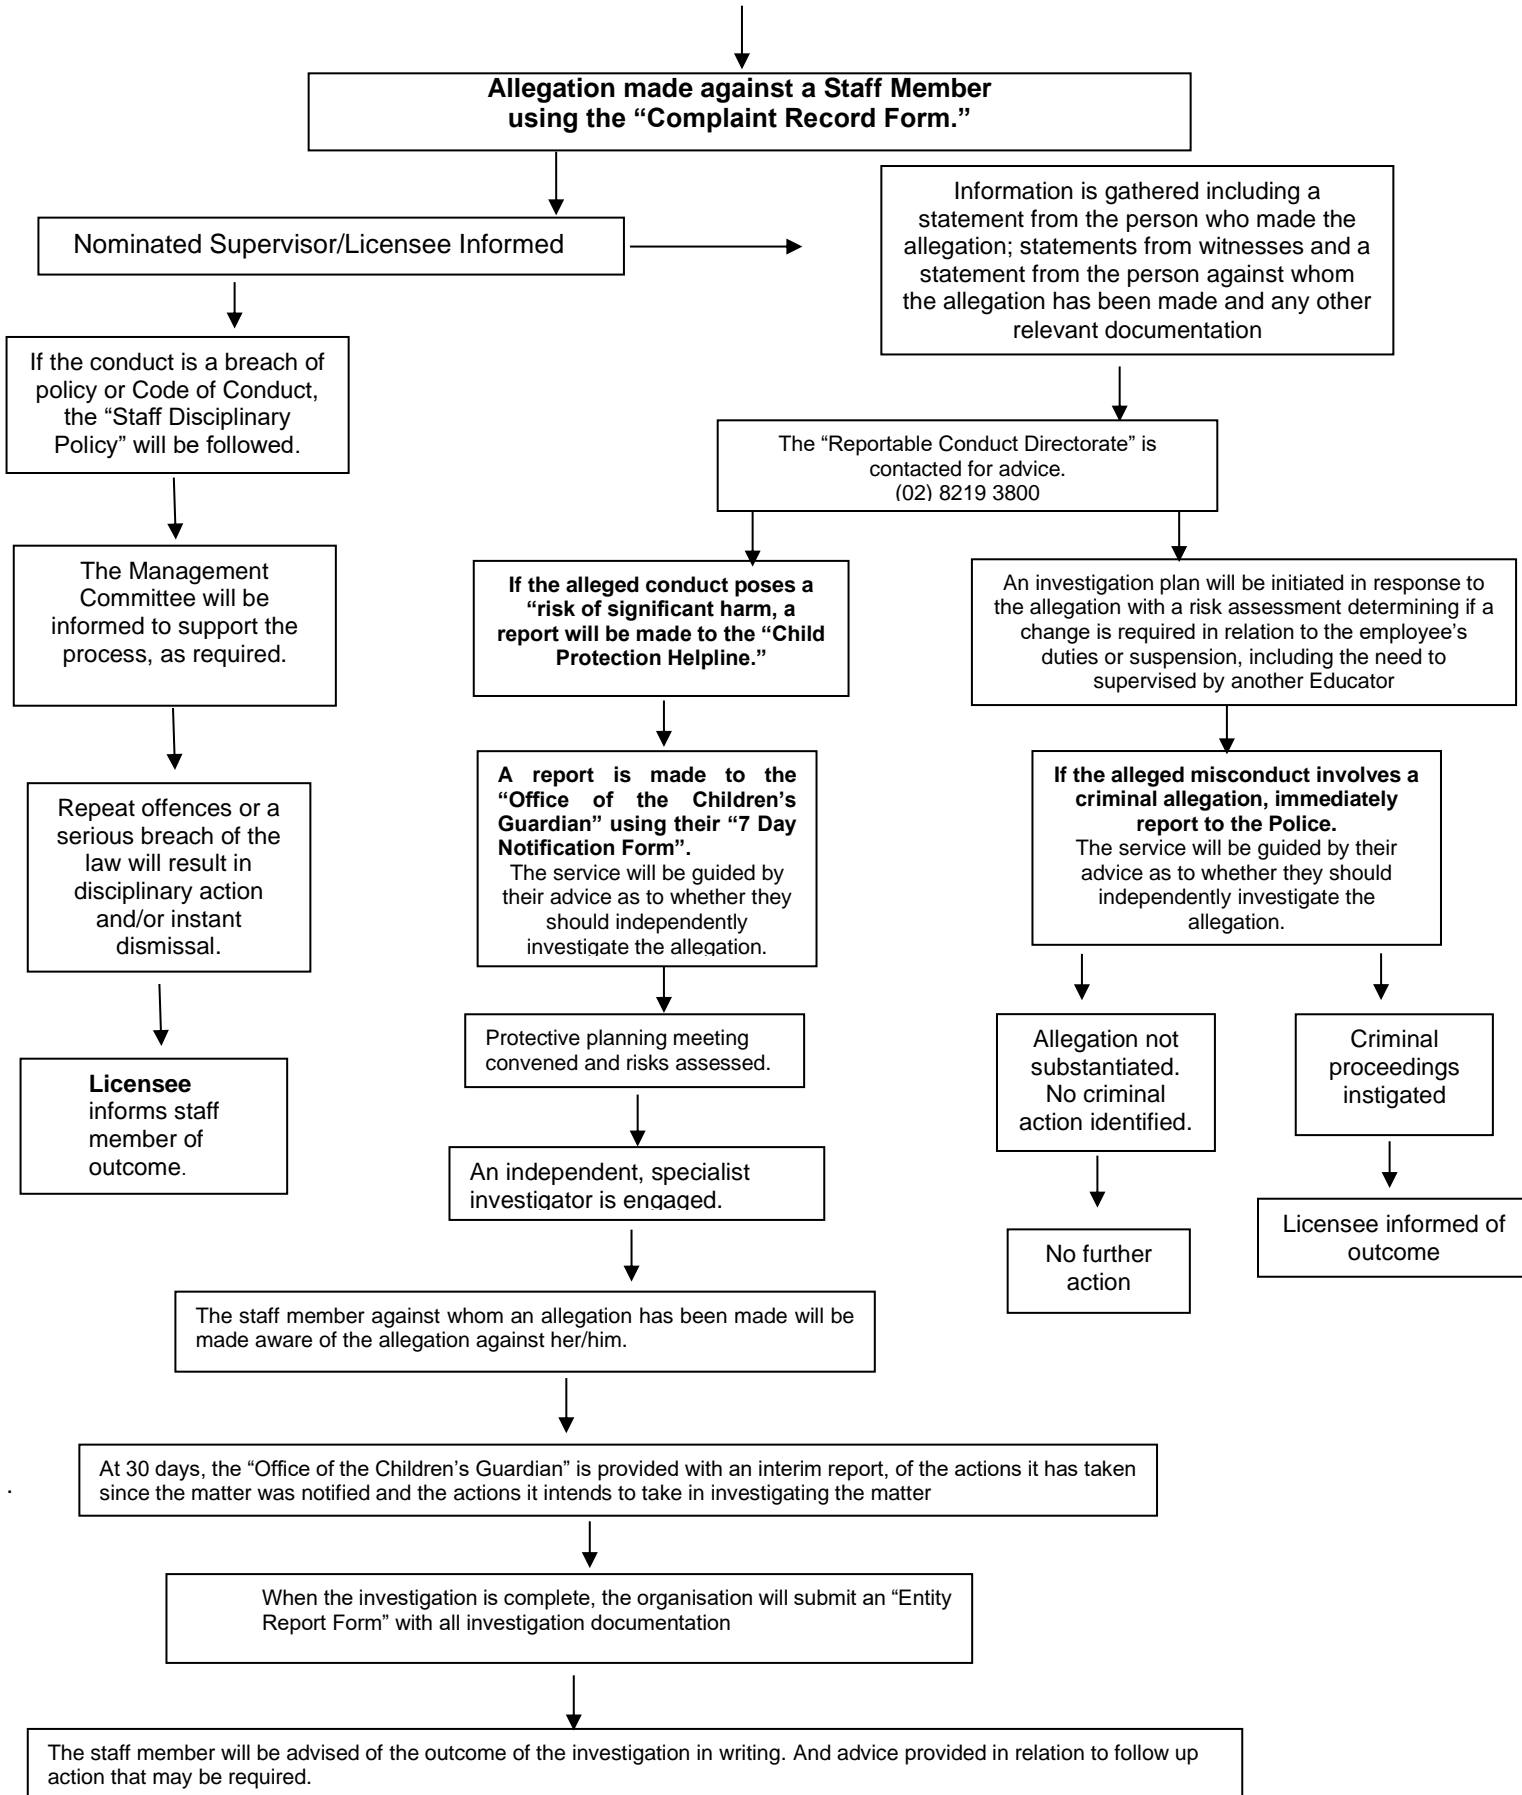 Allegation made against a Staff Member
using the “Complaint Record Form.”
Nominated Supervisor/Licensee Informed
Information is gathered including a
statement from the person who made the
allegation; statements from witnesses and a
statement from the person against whom
the allegation has been made and any other
relevant documentation
If the conduct is a breach of
policy or Code of Conduct,
the “Staff Disciplinary
Policy” will be followed.
The “Reportable Conduct Directorate” is
contacted for advice.
(02) 8219 3800
The Management
Committee will be
informed to support the
process, as required.
If the alleged conduct poses a
“risk of significant harm, a
report will be made to the “Child
Protection Helpline.”
An investigation plan will be initiated in response to
the allegation with a risk assessment determining if a
change is required in relation to the employee’s
duties or suspension, including the need to
supervised by another Educator
Repeat offences or a
serious breach of the
law will result in
disciplinary action
and/or instant
dismissal.
A report is made to the
“Office of the Children’s
Guardian” using their “7 Day
Notification Form”.
The service will be guided by
their advice as to whether they
should independently
investigate the allegation.
If the alleged misconduct involves a
criminal allegation, immediately
report to the Police.
The service will be guided by their
advice as to whether they should
independently investigate the
allegation.
Licensee
informs staff
member of
outcome.
Protective planning meeting
convened and risks assessed.
Allegation not
substantiated.
No criminal
action identified.
Criminal
proceedings
instigated
An independent, specialist
investigator is engaged.
No further
action
Licensee informed of
outcome
The staff member against whom an allegation has been made will be
made aware of the allegation against her/him.
At 30 days, the “Office of the Children’s Guardian” is provided with an interim report, of the actions it has taken
since the matter was notified and the actions it intends to take in investigating the matter
.
When the investigation is complete, the organisation will submit an “Entity
Report Form” with all investigation documentation
The staff member will be advised of the outcome of the investigation in writing. And advice provided in relation to follow up
action that may be required.